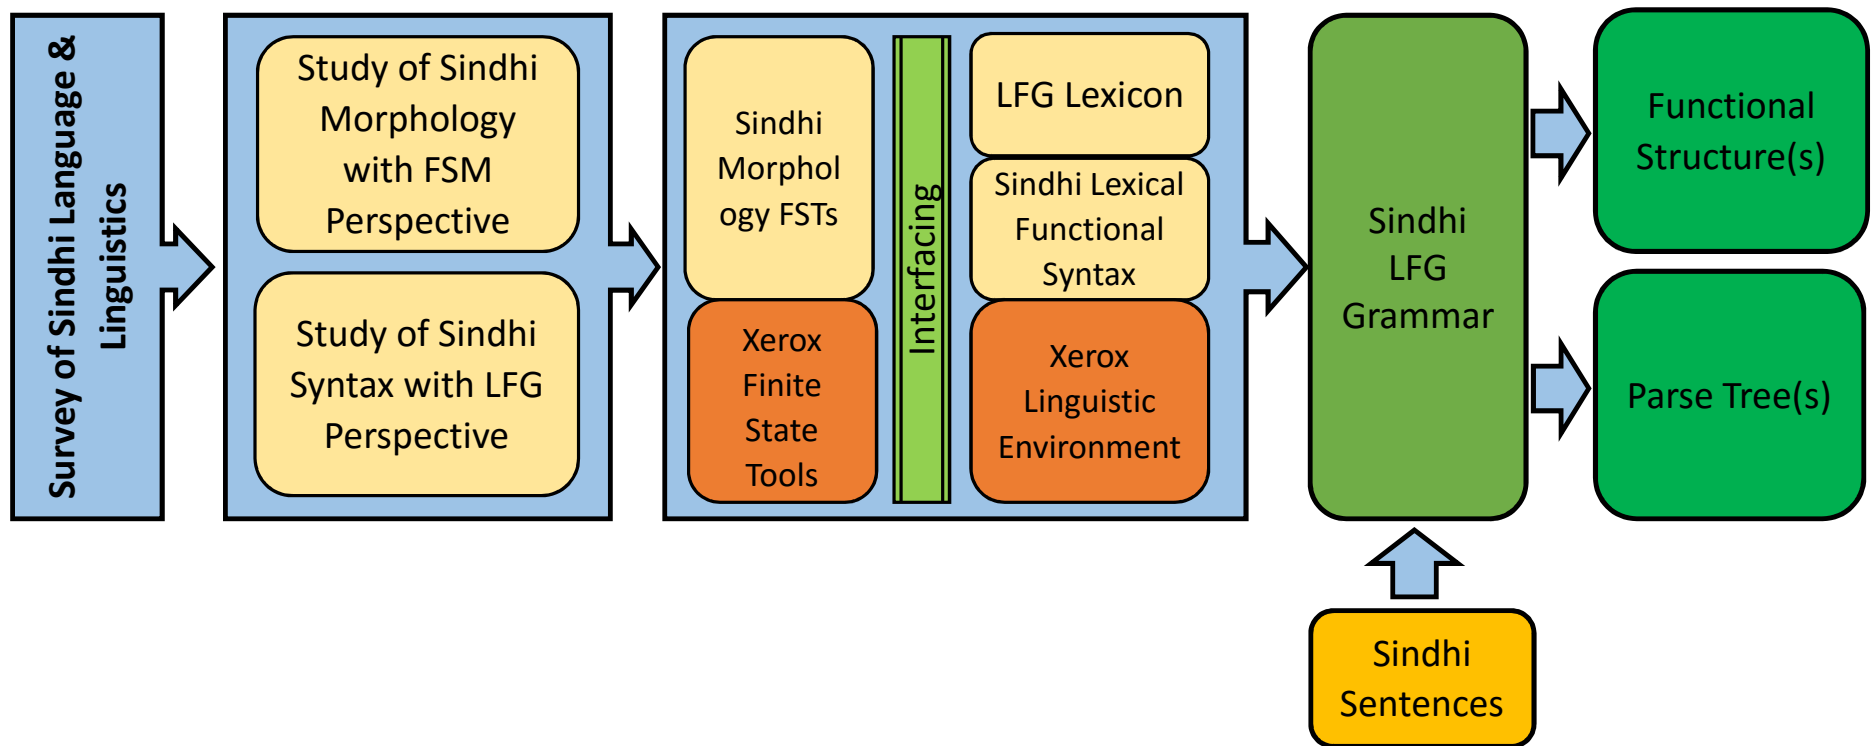 Survey of Sindhi Language &
Linguistics
Study of Sindhi
Morphology
with FSM
Perspective
Study of Sindhi
Syntax with LFG
Perspective
Sindhi
Morphol
ogy FSTs
Xerox
Finite
State
Tools
Interfacing
LFG Lexicon
Sindhi Lexical
Functional
Syntax
Xerox
Linguistic
Environment
Sindhi
LFG
Grammar
Functional
Structure(s)
Parse Tree(s)
Sindhi
Sentences